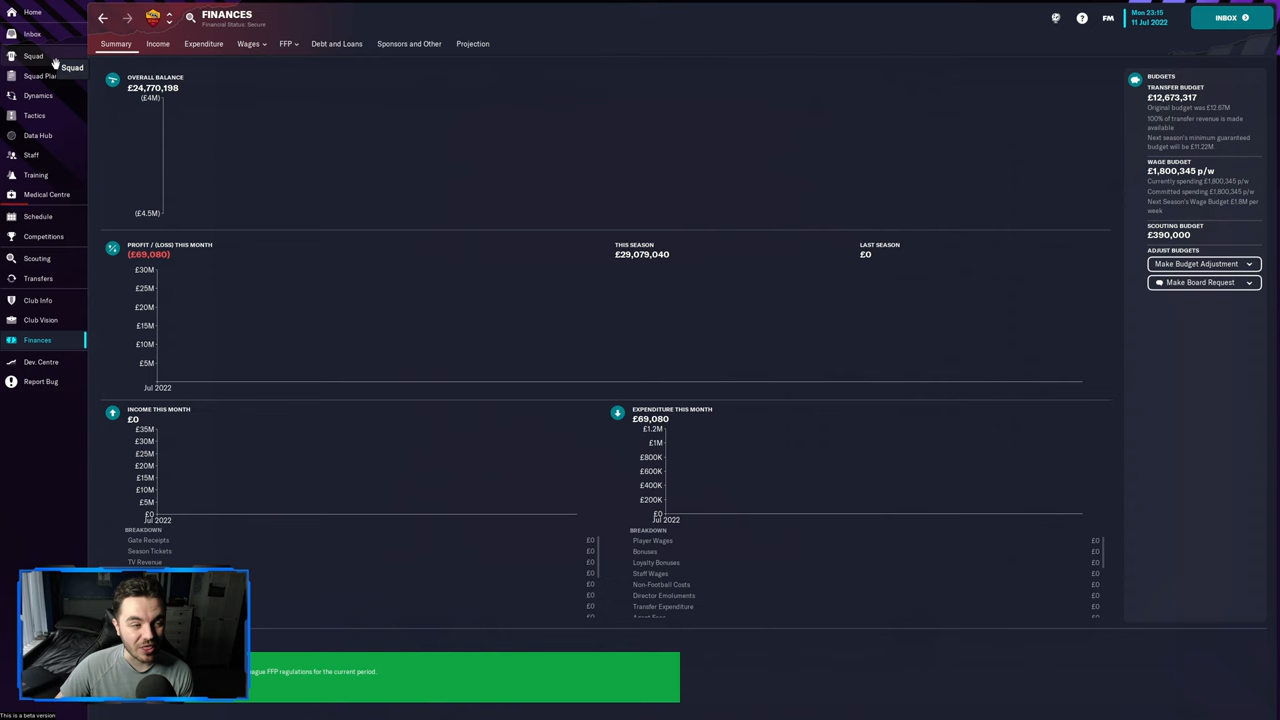 Home
Inbox
Squad
Squad
Squad Plan
Dynamics
Tactics
Data Hub
Staff
Training
Medical Centre
Schedule
Competitions
Scouting
Transfers
Club Info
Club Vision
Finances
Dev. Centre
Report Bug
This is a beta version
FINANCES
Financial Status: Secure
FM
Mon 23:15
11 Jul 2022
INBOX
Summary
Income
Expenditure
Wages
FFP
Debt and Loans
Sponsors and Other
Projection
OVERALL BALANCE
£24,770,198
(£4M)
(£4.5M)
PROFIT / (LOSS) THIS MONTH
(£69,080)
THIS SEASON
£29,079,040
LAST SEASON
£0
£30M
£25M
£20M
£15M
£10M
£5M
Jul 2022
INCOME THIS MONTH
£0
£35M
£30M
£25M
£20M
£15M
£10M
£5M
£0
Jul 2022
BREAKDOWN
Gate Receipts £0
Season Tickets £0
TV Revenue £0
£0
£0
£0
£0
EXPENDITURE THIS MONTH
£69,080
£1.2M
£1M
£800K
£600K
£400K
£200K
£0
Jul 2022
BREAKDOWN
Player Wages £0
Bonuses £0
Loyalty Bonuses £0
Staff Wages £0
Non-Football Costs £0
Director Emoluments £0
Transfer Expenditure £0
ague FFP regulations for the current period.
BUDGETS
TRANSFER BUDGET
£12,673,317
Original budget was £12.67M
100% of transfer revenue is made
available
Next season's minimum guaranteed
budget will be £11.22M
WAGE BUDGET
£1,800,345 p/w
Currently spending £1,800,345 p/w
Committed spending £1,800,345 p/w
Next Season's Wage Budget £1.8M per
week
SCOUTING BUDGET
£390,000
ADJUST BUDGETS
Make Budget Adjustment
Make Board Request